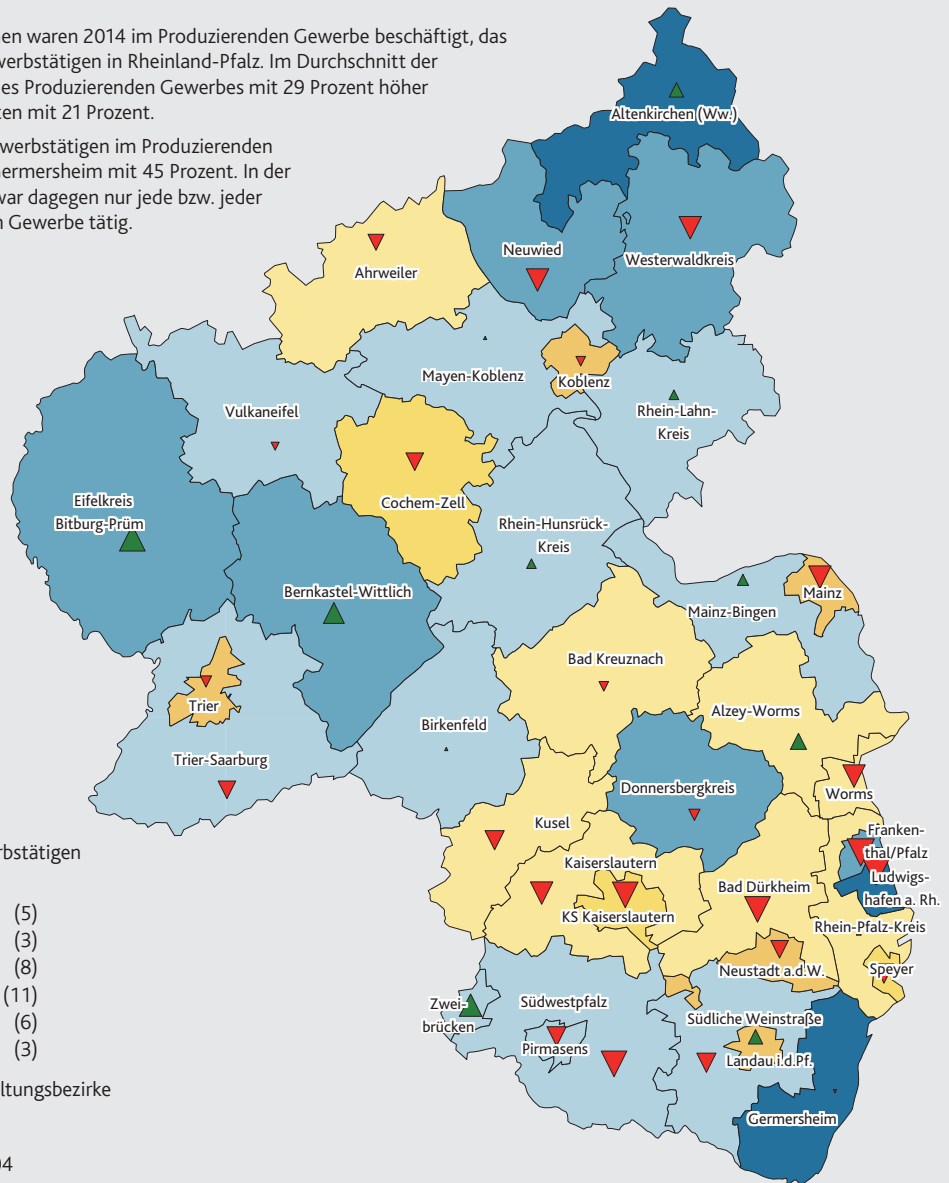 en waren 2014 im Produzierenden Gewerbe beschäftigt, das
werbstätigen in Rheinland-Pfalz. Im Durchschnitt der
es Produzierenden Gewerbes mit 29 Prozent höher
ten mit 21 Prozent.
werbstätigen im Produzierenden
Germersheim mit 45 Prozent. In der
war dagegen nur jede bzw. jeder
n Gewerbe tätig.
Altenkirchen (Ww.)
Neuwied
Westerwaldkreis
Ahrweiler
Mayen-Koblenz
Koblenz
Vulkaneifel
Rhein-Lahn-
Kreis
Eifelkreis
Bitburg-Prüm
Cochem-Zell
Rhein-Hunsrück-
Kreis
Bernkastel-Wittlich
Mainz-Bingen
Mainz
Bad Kreuznach
Trier
Birkenfeld
Alzey-Worms
Trier-Saarburg
Donnersbergkreis
Worms
Kusel
Franken-
thal/Pfalz
Kaiserslautern
Ludwigs-
hafen a. Rh.
Bad Dürkheim
KS Kaiserslautern
Rhein-Pfalz-Kreis
Neustadt a.d.W.
Speyer
Zwei-
brücken
Südwestpfalz
Südliche Weinstraße
Pirmasens
Landau i.d.Pf.
Germersheim
rbstätigen
(5)
(3)
(8)
(11)
(6)
(3)
ltungsbezirke
04